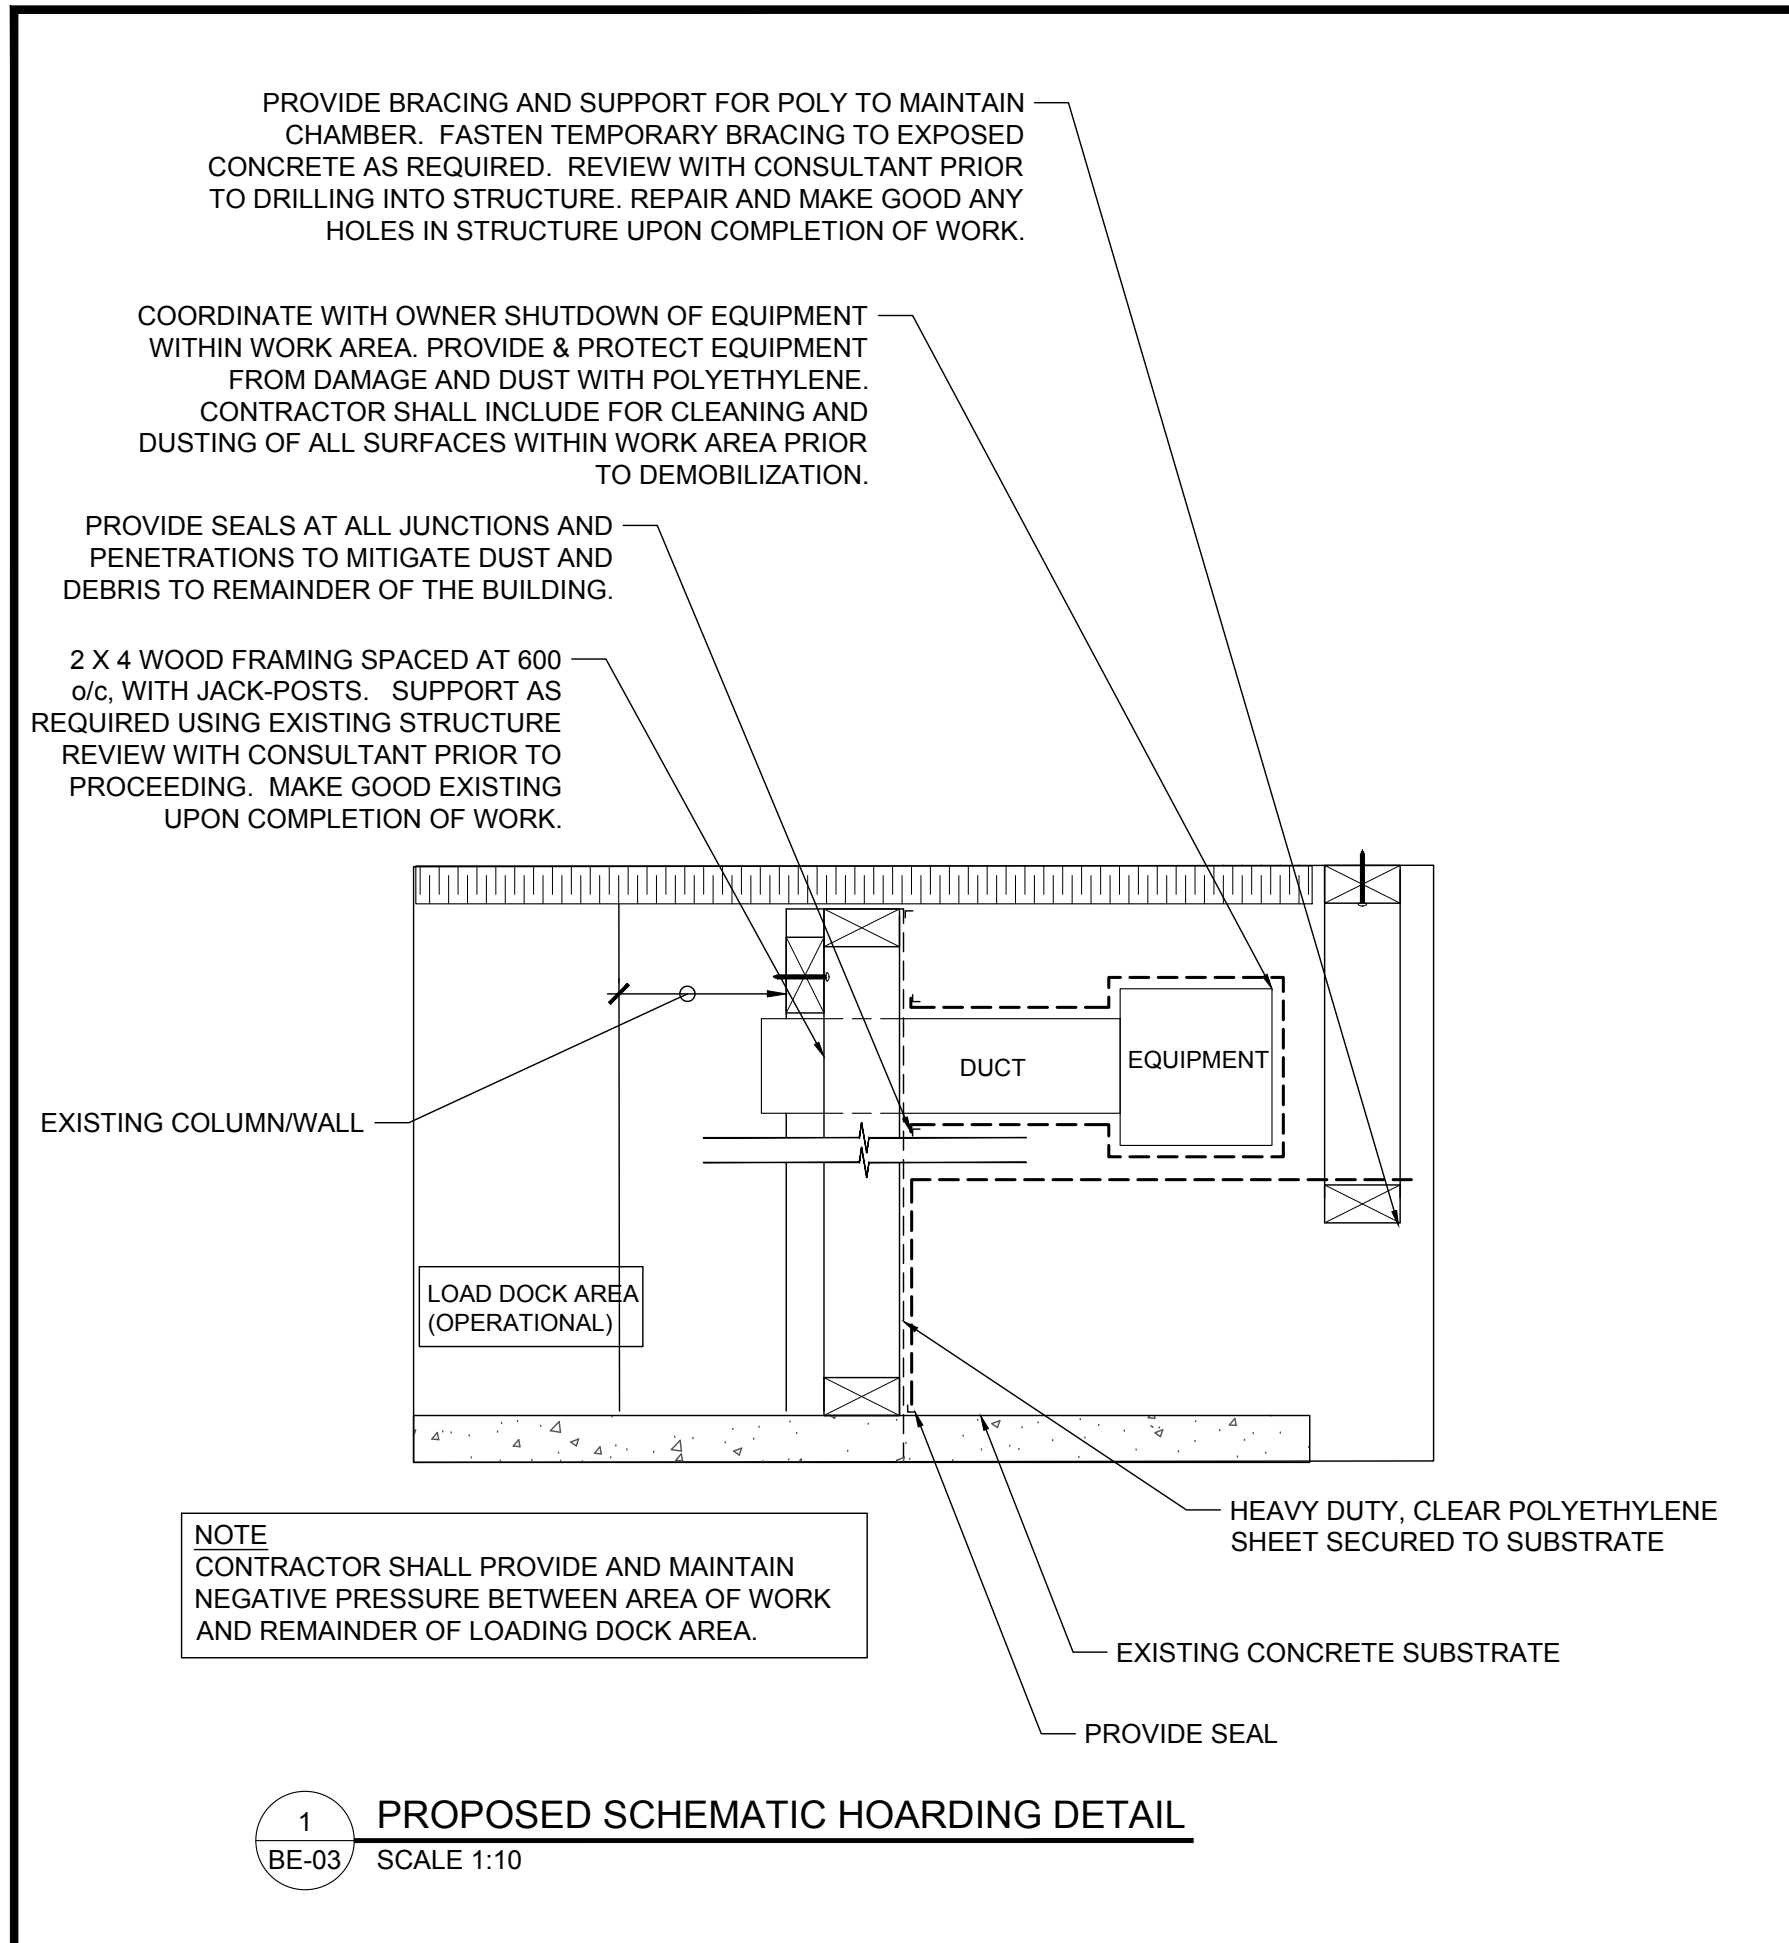 PROVIDE BRACING AND SUPPORT FOR POLY TO MAINTAIN
CHAMBER. FASTEN TEMPORARY BRACING TO EXPOSED
CONCRETE AS REQUIRED. REVIEW WITH CONSULTANT PRIOR
TO DRILLING INTO STRUCTURE. REPAIR AND MAKE GOOD ANY
HOLES IN STRUCTURE UPON COMPLETION OF WORK.
COORDINATE WITH OWNER SHUTDOWN OF EQUIPMENT
WITHIN WORK AREA. PROVIDE & PROTECT EQUIPMENT
FROM DAMAGE AND DUST WITH POLYETHYLENE.
CONTRACTOR SHALL INCLUDE FOR CLEANING AND
DUSTING OF ALL SURFACES WITHIN WORK AREA PRIOR
TO DEMOBILIZATION.
PROVIDE SEALS AT ALL JUNCTIONS AND
PENETRATIONS TO MITIGATE DUST AND
DEBRIS TO REMAINDER OF THE BUILDING.
2 X 4 WOOD FRAMING SPACED AT 600
o/c, WITH JACK-POSTS. SUPPORT AS
REQUIRED USING EXISTING STRUCTURE
REVIEW WITH CONSULTANT PRIOR TO
PROCEEDING. MAKE GOOD EXISTING
UPON COMPLETION OF WORK.
DUCT
EQUIPMENT
EXISTING COLUMN/WALL
LOAD DOCK AREA
(OPERATIONAL)
HEAVY DUTY, CLEAR POLYETHYLENE
SHEET SECURED TO SUBSTRATE
NOTE
CONTRACTOR SHALL PROVIDE AND MAINTAIN
NEGATIVE PRESSURE BETWEEN AREA OF WORK
AND REMAINDER OF LOADING DOCK AREA.
EXISTING CONCRETE SUBSTRATE
PROVIDE SEAL
1
BE-03
PROPOSED SCHEMATIC HOARDING DETAIL
SCALE 1:10